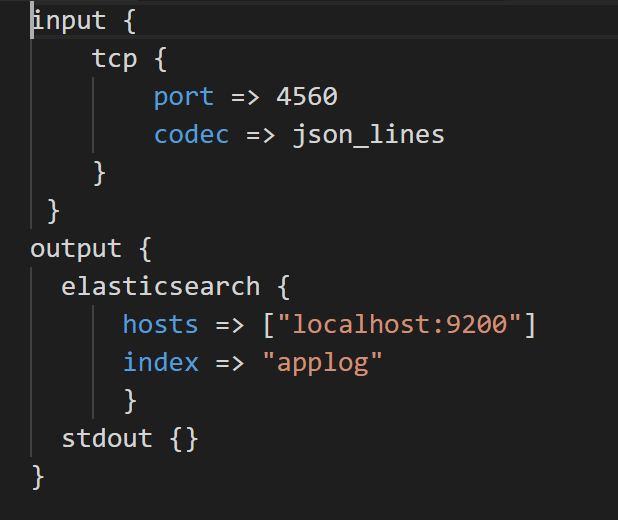 input {
    tcp {
        port => 4560
        codec => json_lines
    }
 }
output {
  elasticsearch {
      hosts => ["localhost:9200"]
      index => "applog"
      }
  stdout {}
}